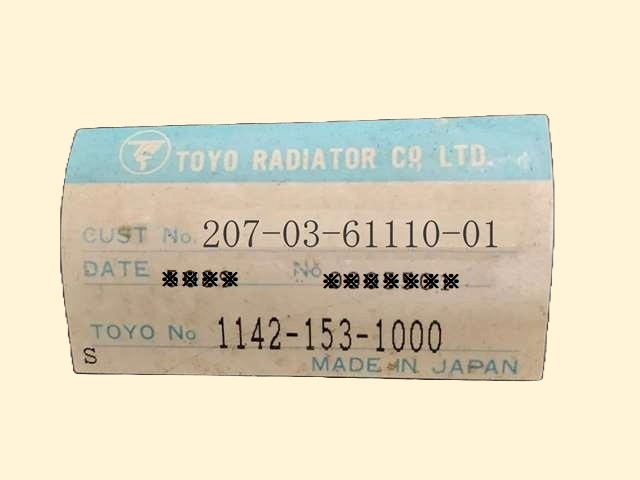 TOYO RADIATOR CO LTD.
CUST No. 207-03-61110-01
DATE No
TOYO No 1142-153-1000
S
MADE IN JAPAN